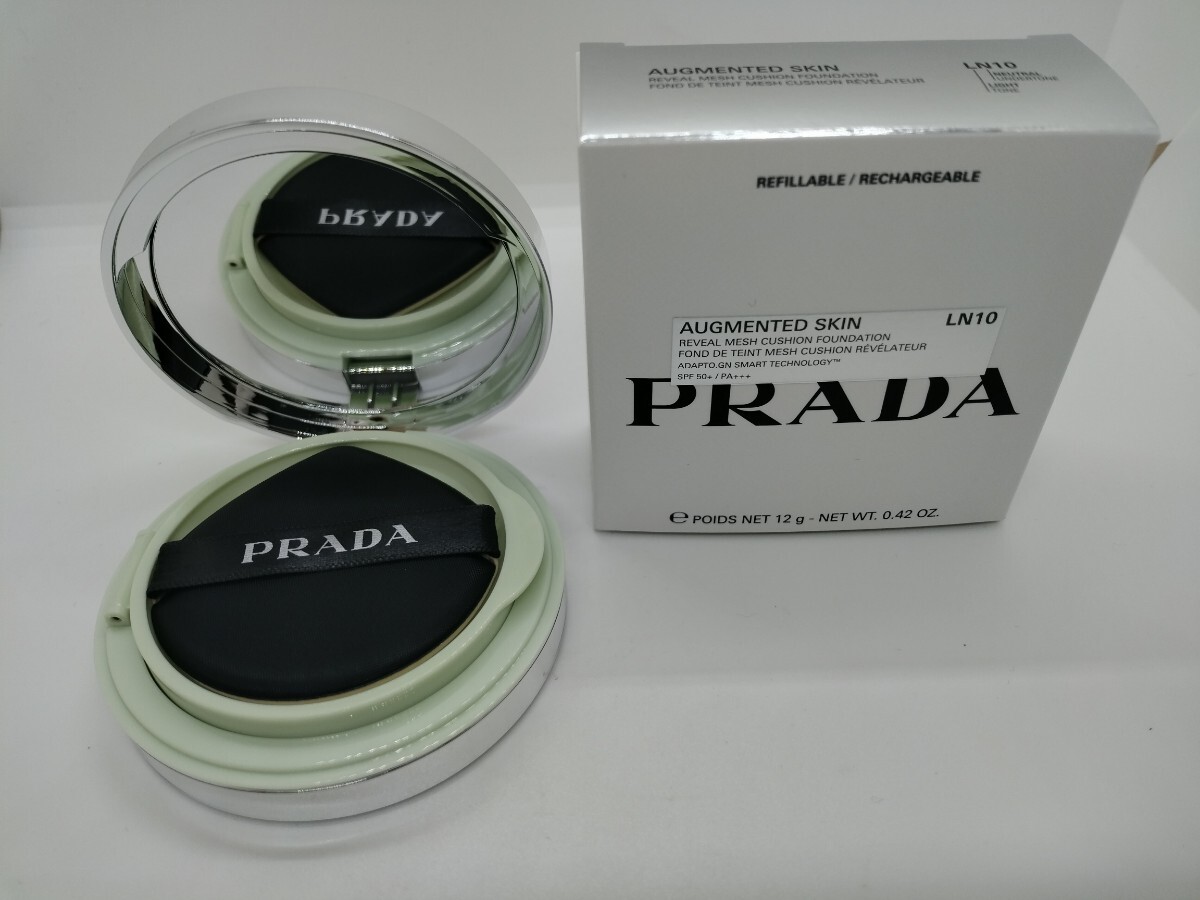 AUGMENTED SKIN
REVEAL MESH CUSHION FOUNDATION
FOND DE TEINT MESH CUSHION RÉVÉLATEUR
LN10
NEUTRAL
UNDERTONE
LIGHT
TONE
REFILLABLE / RECHARGEABLE
AUGMENTED SKIN LN10
REVEAL MESH CUSHION FOUNDATION
FOND DE TEINT MESH CUSHION RÉVÉLATEUR
ADAPTO.GN SMART TECHNOLOGY™
SPF 50+ / PA+++
PRADA
℮ POIDS NET 12 g - NET WT. 0.42 OZ.
PRADA
PRADA